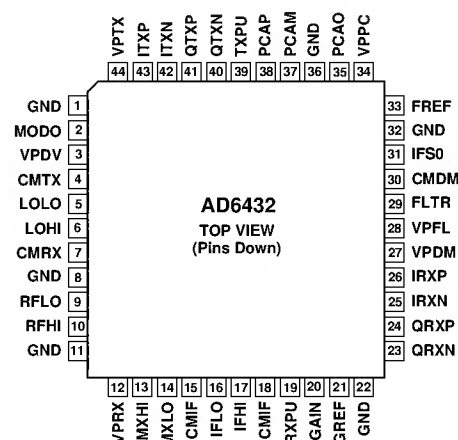 VPTX
ITXP
ITXN
QTXP
QTXN
TXPU
PCAP
PCAM
GND
PCAO
VPPC
44 43 42 41 40 39 38 37 36 35 34
GND 1
MODO 2
VPDV 3
CMTX 4
LOLO 5
LOHI 6
CMRX 7
GND 8
RFLO 9
RFHI 10
GND 11
AD6432
TOP VIEW
(Pins Down)
33 FREF
32 GND
31 IFS0
30 CMDM
29 FLTR
28 VPFL
27 VPDM
26 IRXP
25 IRXN
24 QRXP
23 QRXN
12 13 14 15 16 17 18 19 20 21 22
VPRX
MXHI
MXLO
CMIF
IFLO
IFHI
CMIF
RXPU
GAIN
GREF
GND